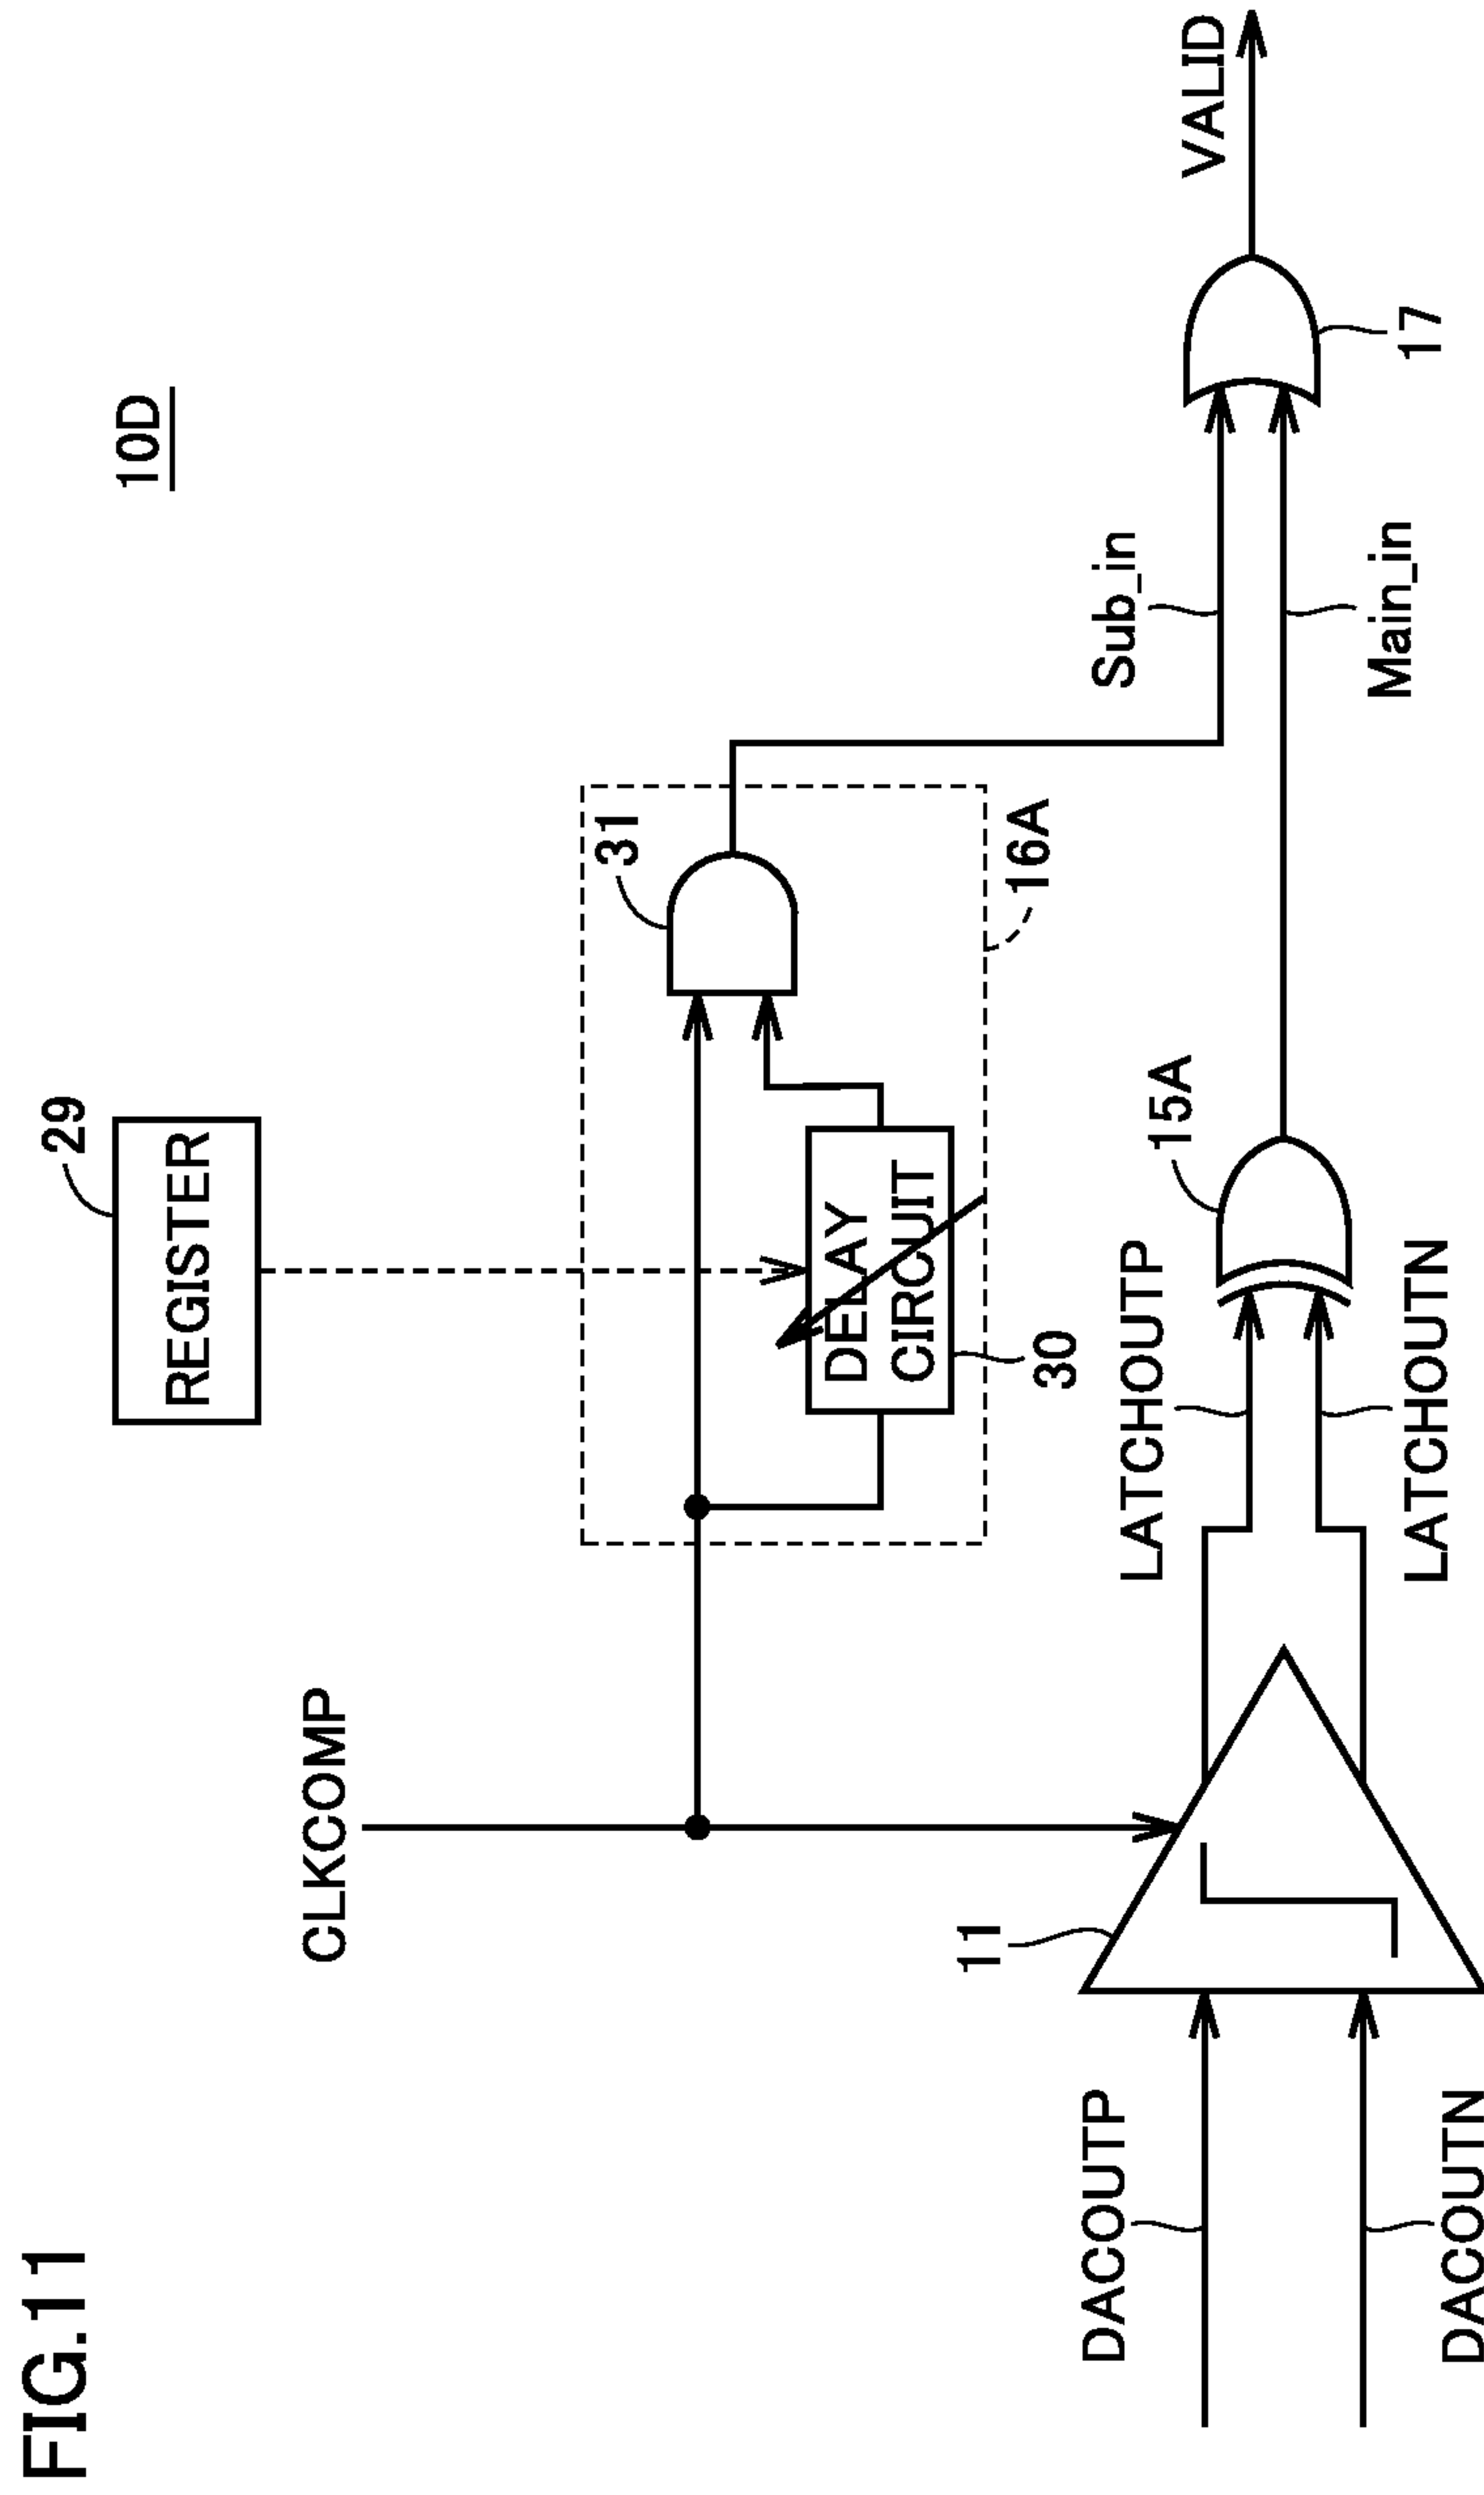 FIG.11
10D
29
REGISTER
CLKCOMP
31
DELAY
CIRCUIT
30
16A
11
DACOUTP
DACOUTN
LATCHOUTP
LATCHOUTN
15A
Sub_in
Main_in
17
VALID